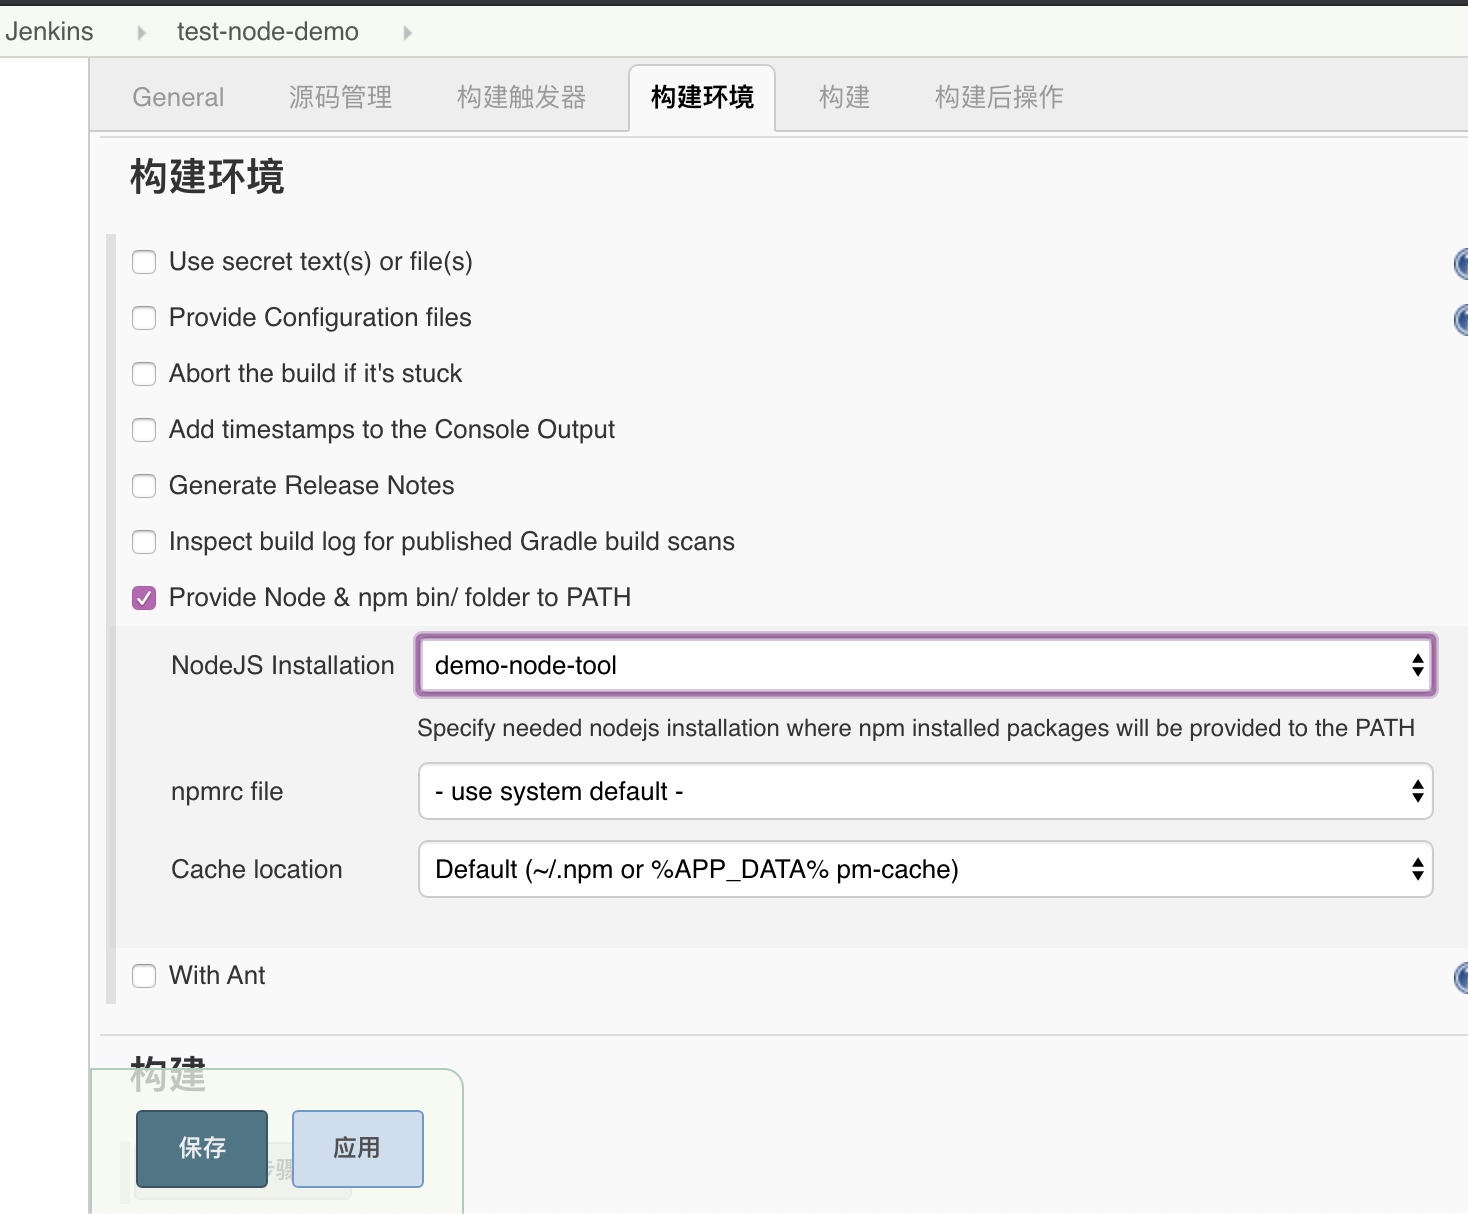 Jenkins test-node-demo
General 源码管理 构建触发器 构建环境 构建 构建后操作
构建环境
Use secret text(s) or file(s)
Provide Configuration files
Abort the build if it's stuck
Add timestamps to the Console Output
Generate Release Notes
Inspect build log for published Gradle build scans
Provide Node & npm bin/ folder to PATH
NodeJS Installation demo-node-tool
Specify needed nodejs installation where npm installed packages will be provided to the PATH
npmrc file - use system default -
Cache location Default (~/.npm or %APP_DATA% pm-cache)
With Ant
构建
保存 应用